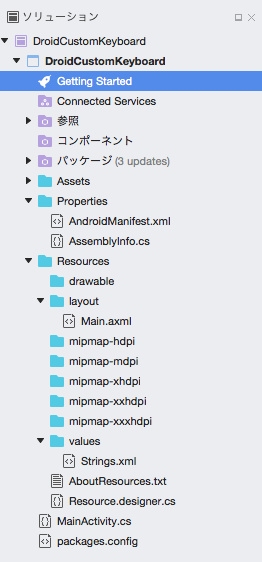 ソリューション
DroidCustomKeyboard
DroidCustomKeyboard
Getting Started
Connected Services
参照
コンポーネント
パッケージ (3 updates)
Assets
Properties
AndroidManifest.xml
AssemblyInfo.cs
Resources
drawable
layout
Main.axml
mipmap-hdpi
mipmap-mdpi
mipmap-xhdpi
mipmap-xxhdpi
mipmap-xxxhdpi
values
Strings.xml
AboutResources.txt
Resource.designer.cs
MainActivity.cs
packages.config